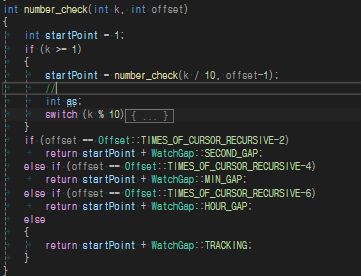 int number_check(int k, int offset)
{
int startPoint = 1;
if (k >= 1)
{
startPoint = number_check(k / 10, offset-1);
//
int as;
switch (k % 10) { ... }
}
if (offset == Offset::TIMES_OF_CURSOR_RECURSIVE-2)
return startPoint + WatchGap::SECOND_GAP;
else if (offset == Offset::TIMES_OF_CURSOR_RECURSIVE-4)
return startPoint + WatchGap::MIN_GAP;
else if (offset == Offset::TIMES_OF_CURSOR_RECURSIVE-6)
return startPoint + WatchGap::HOUR_GAP;
else
{
return startPoint + WatchGap::TRACKING;
}
}